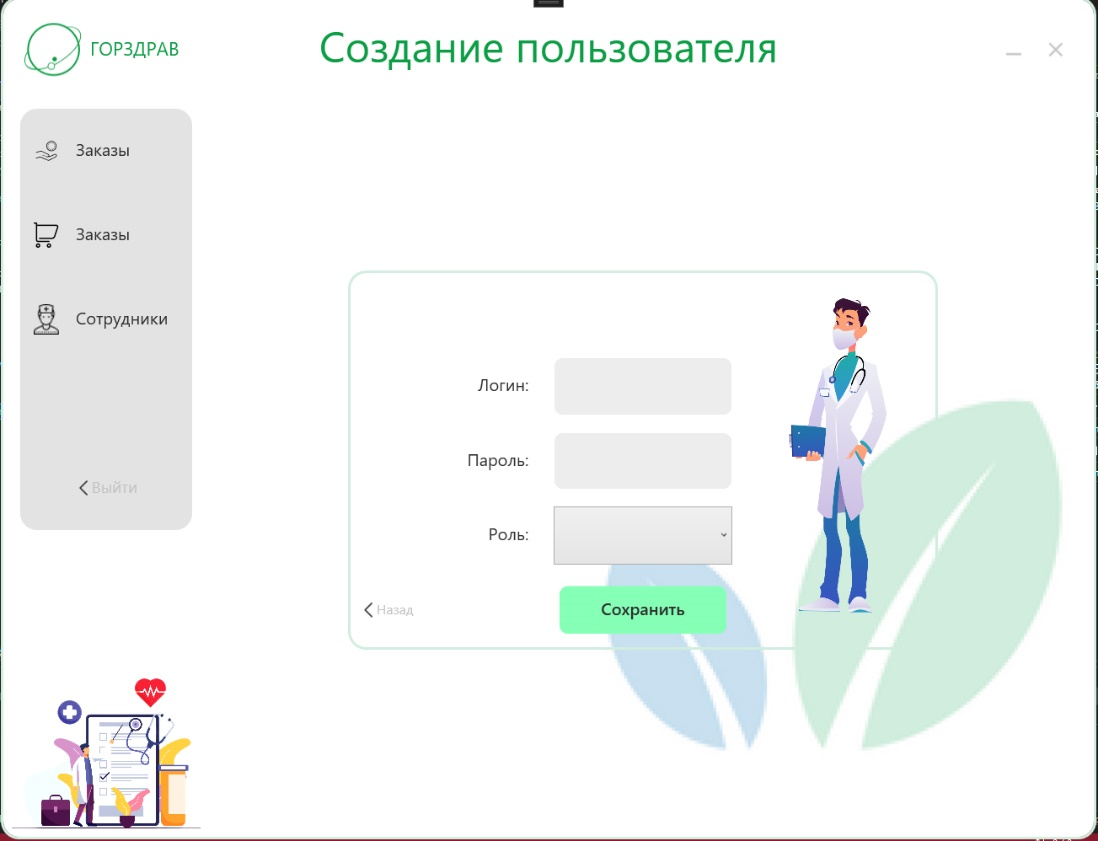 ГОРЗДРАВ
Создание пользователя
Заказы
Заказы
Сотрудники
Выйти
Логин:
Пароль:
Роль:
Назад
Сохранить